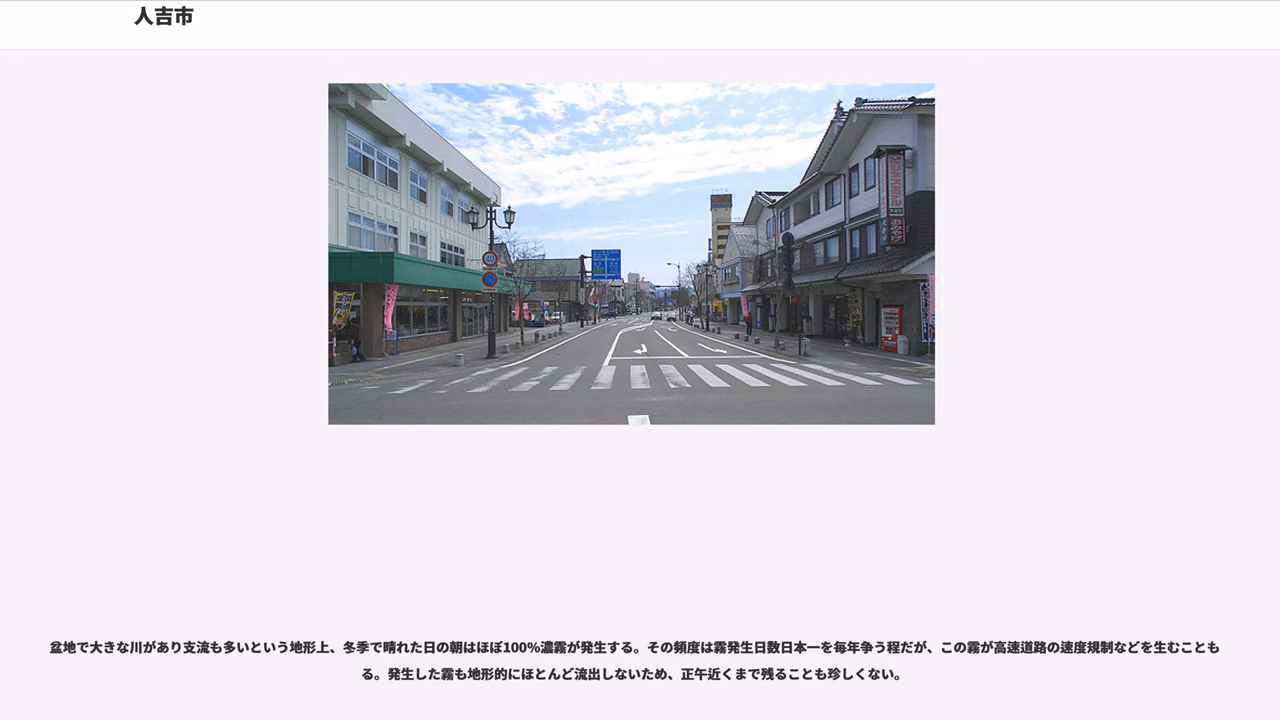 人吉市
盆地で大きな川があり支流も多いという地形上、冬季で晴れた日の朝はほぼ100%濃霧が発生する。その頻度は霧発生日数日本一を毎年争う程だが、この霧が高速道路の速度規制などを生むことも
る。発生した霧も地形的にほとんど流出しないため、正午近くまで残ることも珍しくない。